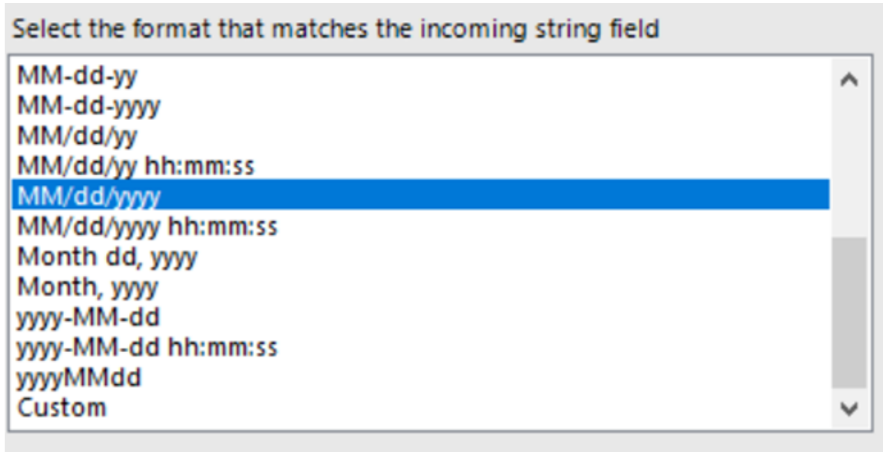 Select the format that matches the incoming string field
MM-dd-yy
MM-dd-yyyy
MM/dd/yy
MM/dd/yy hh:mm:ss
MM/dd/yyyy
MM/dd/yyyy hh:mm:ss
Month dd, yyyy
Month, yyyy
yyyy-MM-dd
yyyy-MM-dd hh:mm:ss
yyyyMMdd
Custom